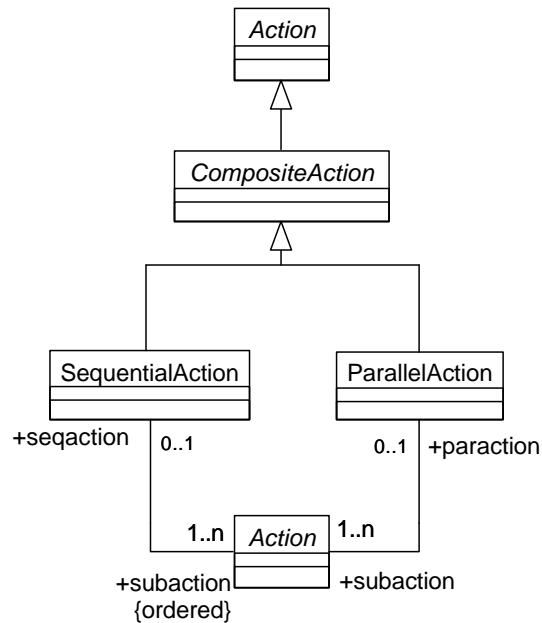 Action
CompositeAction
SequentialAction
ParallelAction
+seqaction
0..1
0..1
+paraction
1..n
Action
1..n
+subaction
{ordered}
+subaction